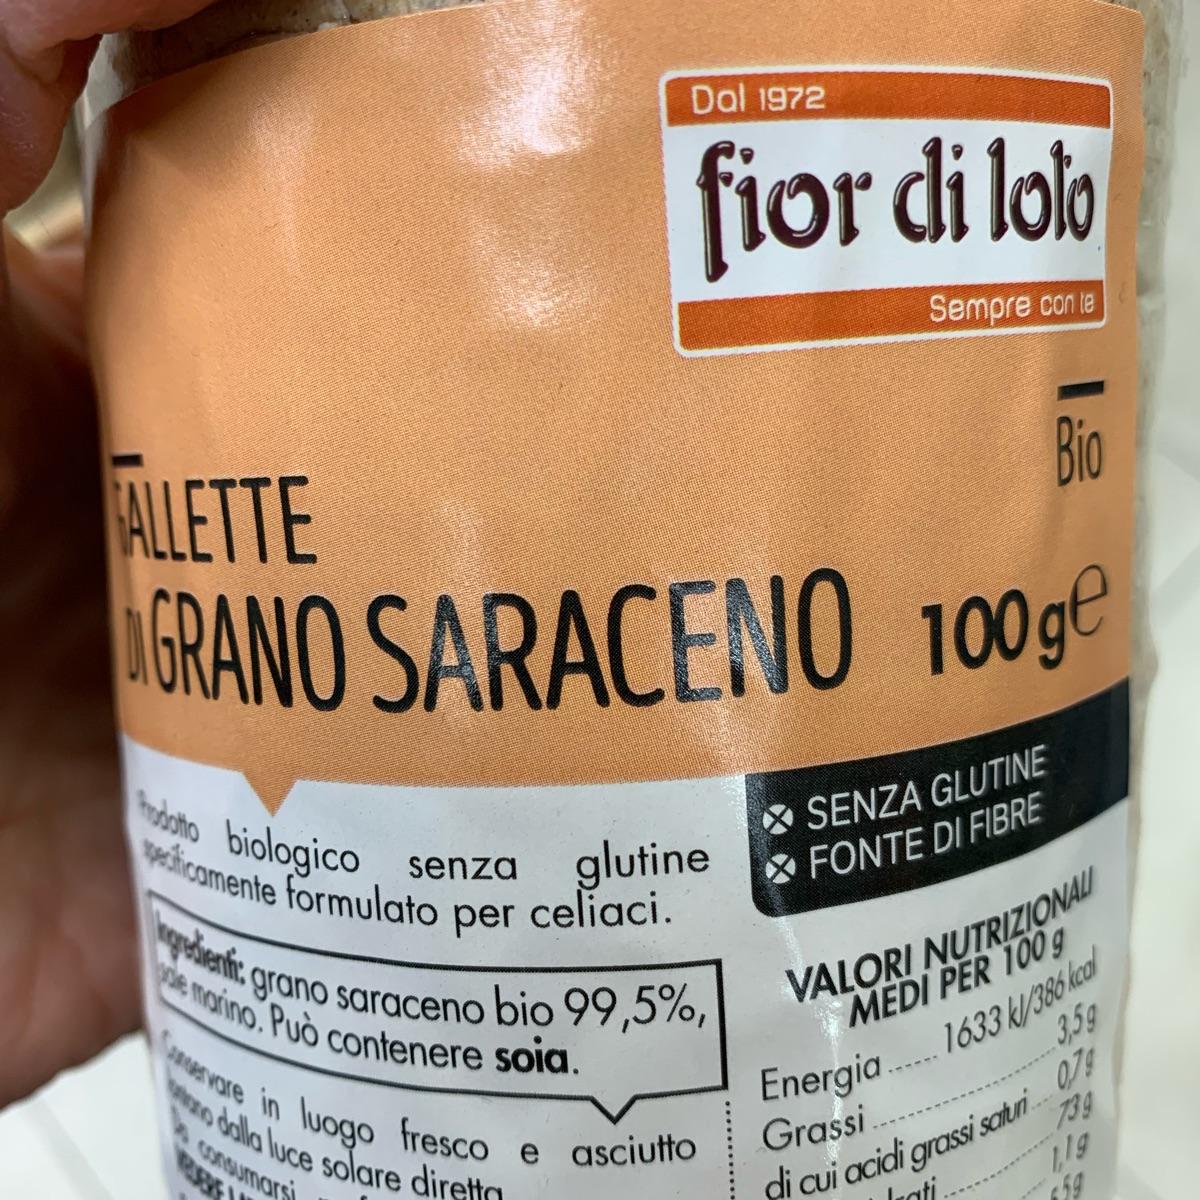 Dal 1972
fior di loto
Sempre con te
Bio
GALLETTE
DI GRANO SARACENO
100 g e
SENZA GLUTINE
FONTE DI FIBRE
Prodotto biologico senza glutine
specificamente formulato per celiaci.
Ingredienti: grano saraceno bio 99,5%,
sale marino. Può contenere soia.
Conservare in luogo fresco e asciutto
lontano dalla luce solare diretta
Da consumarsi
VALORI NUTRIZIONALI
MEDI PER 100 g
Energia ..... 1633 kJ/386 kcal
Grassi ..... 3,5 g
di cui acidi grassi saturi ... 0,7 g
73 g
1,1 g